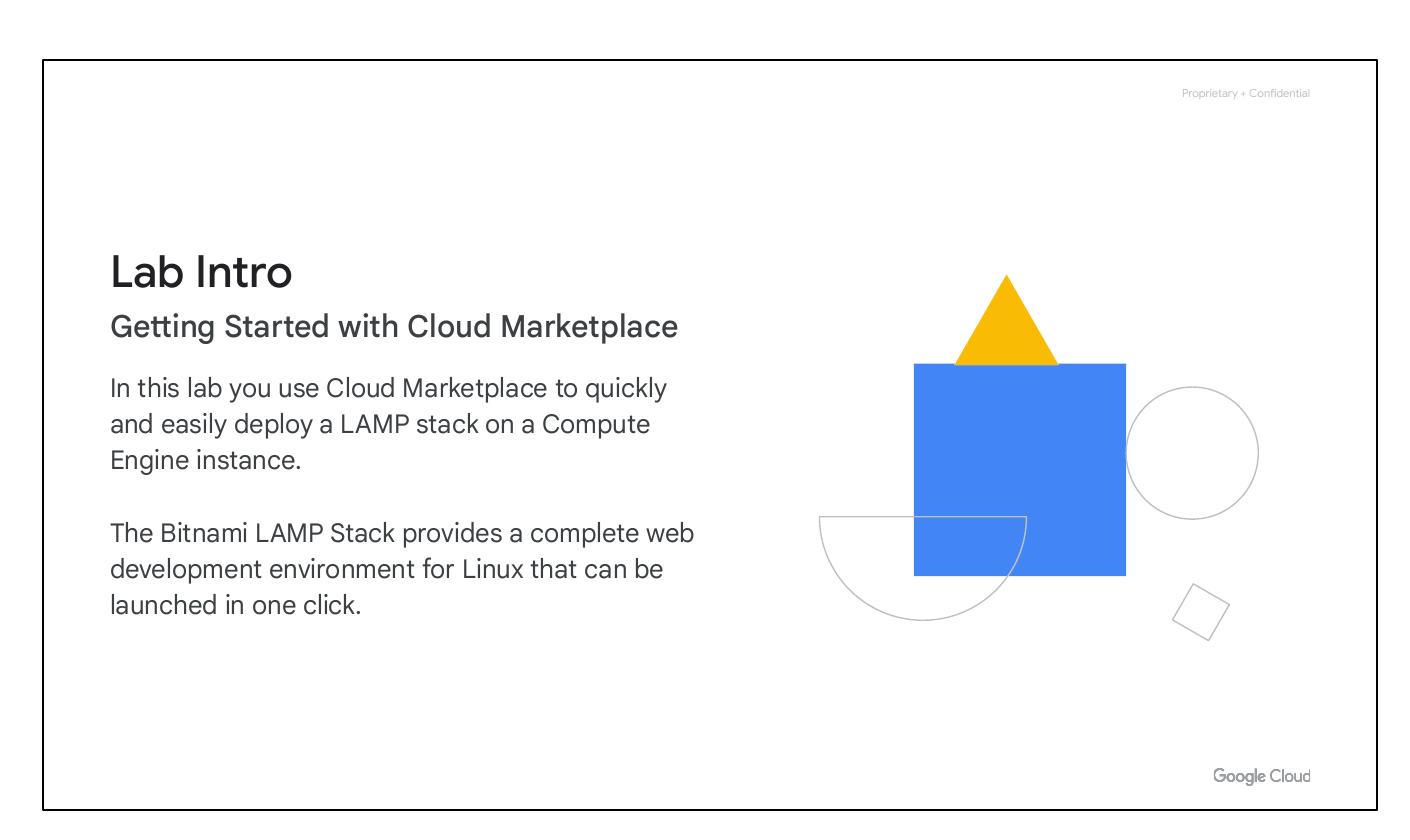 Proprietary + Confidential
Lab Intro
Getting Started with Cloud Marketplace
In this lab you use Cloud Marketplace to quickly
and easily deploy a LAMP stack on a Compute
Engine instance.
The Bitnami LAMP Stack provides a complete web
development environment for Linux that can be
launched in one click.
Google Cloud